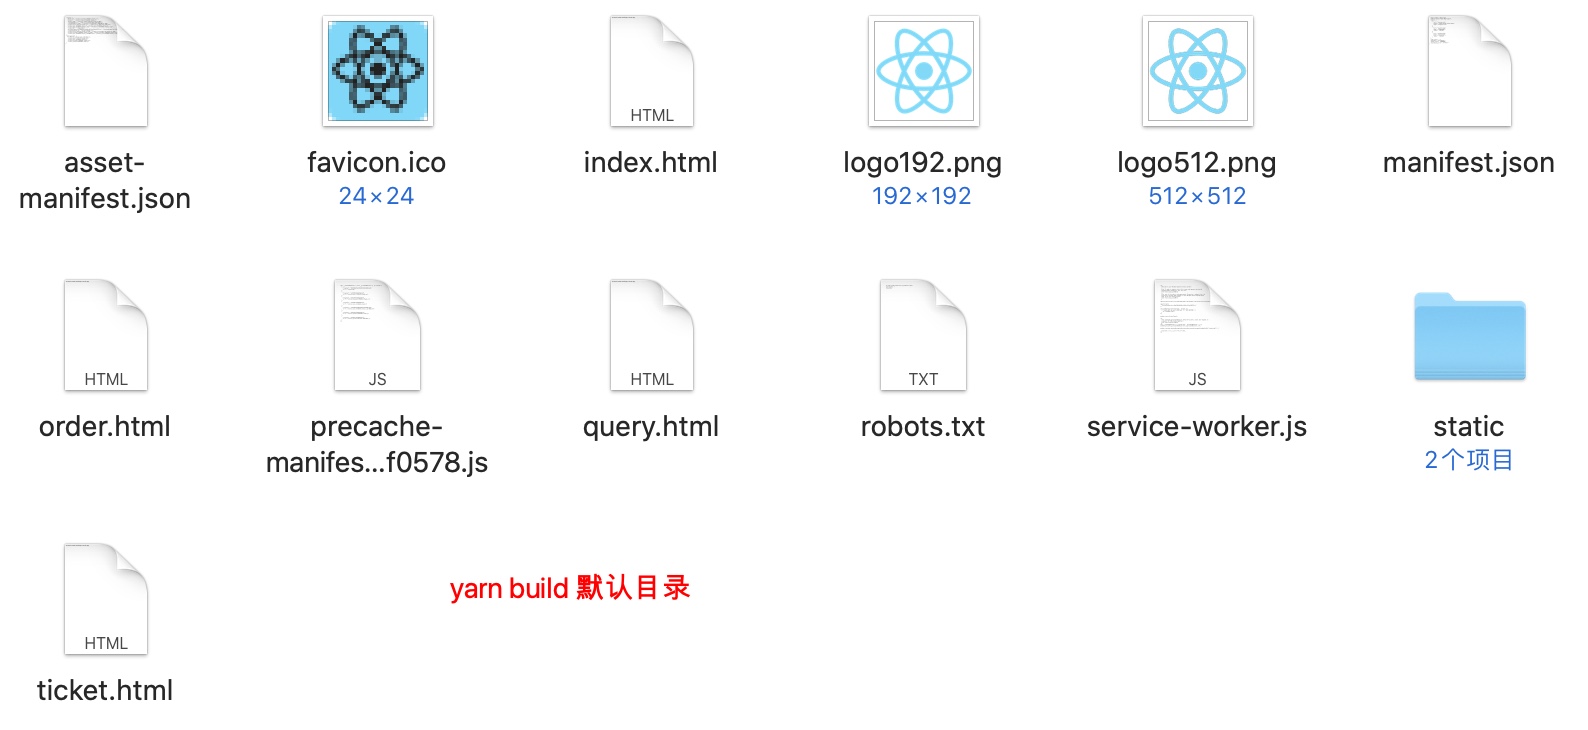 HTML
asset-
manifest.json
favicon.ico
24×24
index.html
logo192.png
192×192
logo512.png
512×512
manifest.json
HTML
JS
HTML
TXT
JS
order.html
precache-
manifes...f0578.js
query.html
robots.txt
service-worker.js
static
2个项目
HTML
ticket.html
yarn build 默认目录